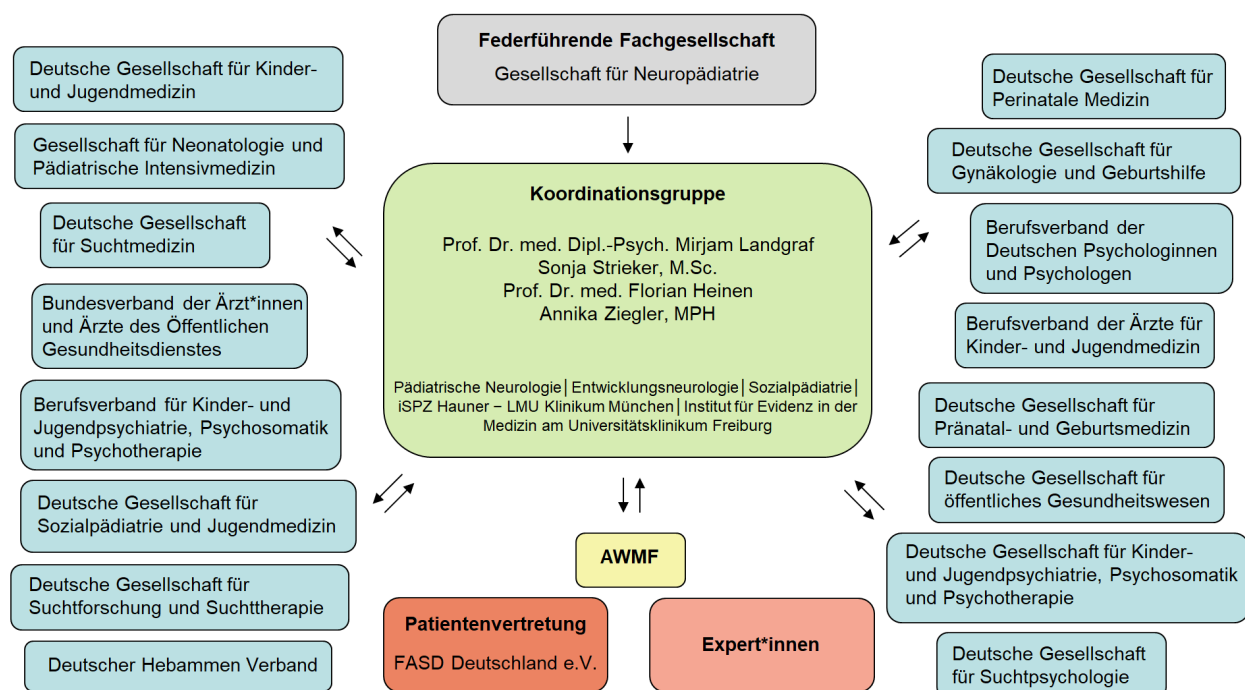 Federführende Fachgesellschaft
Gesellschaft für Neuropädiatrie
Deutsche Gesellschaft für Kinder-
und Jugendmedizin
Gesellschaft für Neonatologie und
Pädiatrische Intensivmedizin
Deutsche Gesellschaft
für Suchtmedizin
Bundesverband der Ärzt*innen
und Ärzte des Öffentlichen
Gesundheitsdienstes
Berufsverband für Kinder- und
Jugendpsychiatrie, Psychosomatik
und Psychotherapie
Deutsche Gesellschaft für
Sozialpädiatrie und Jugendmedizin
Deutsche Gesellschaft für
Suchtforschung und Suchttherapie
Deutscher Hebammen Verband
Koordinationsgruppe
Prof. Dr. med. Dipl.-Psych. Mirjam Landgraf
Sonja Strieker, M.Sc.
Prof. Dr. med. Florian Heinen
Annika Ziegler, MPH
Pädiatrische Neurologie│Entwicklungsneurologie│Sozialpädiatrie│
iSPZ Hauner – LMU Klinikum München│Institut für Evidenz in der
Medizin am Universitätsklinikum Freiburg
AWMF
Patientenvertretung
FASD Deutschland e.V.
Expert*innen
Deutsche Gesellschaft für
Perinatale Medizin
Deutsche Gesellschaft für
Gynäkologie und Geburtshilfe
Berufsverband der
Deutschen Psychologinnen
und Psychologen
Berufsverband der Ärzte für
Kinder- und Jugendmedizin
Deutsche Gesellschaft für
Pränatal- und Geburtsmedizin
Deutsche Gesellschaft für
öffentliches Gesundheitswesen
Deutsche Gesellschaft für Kinder-
und Jugendpsychiatrie, Psychosomatik
und Psychotherapie
Deutsche Gesellschaft
für Suchtpsychologie